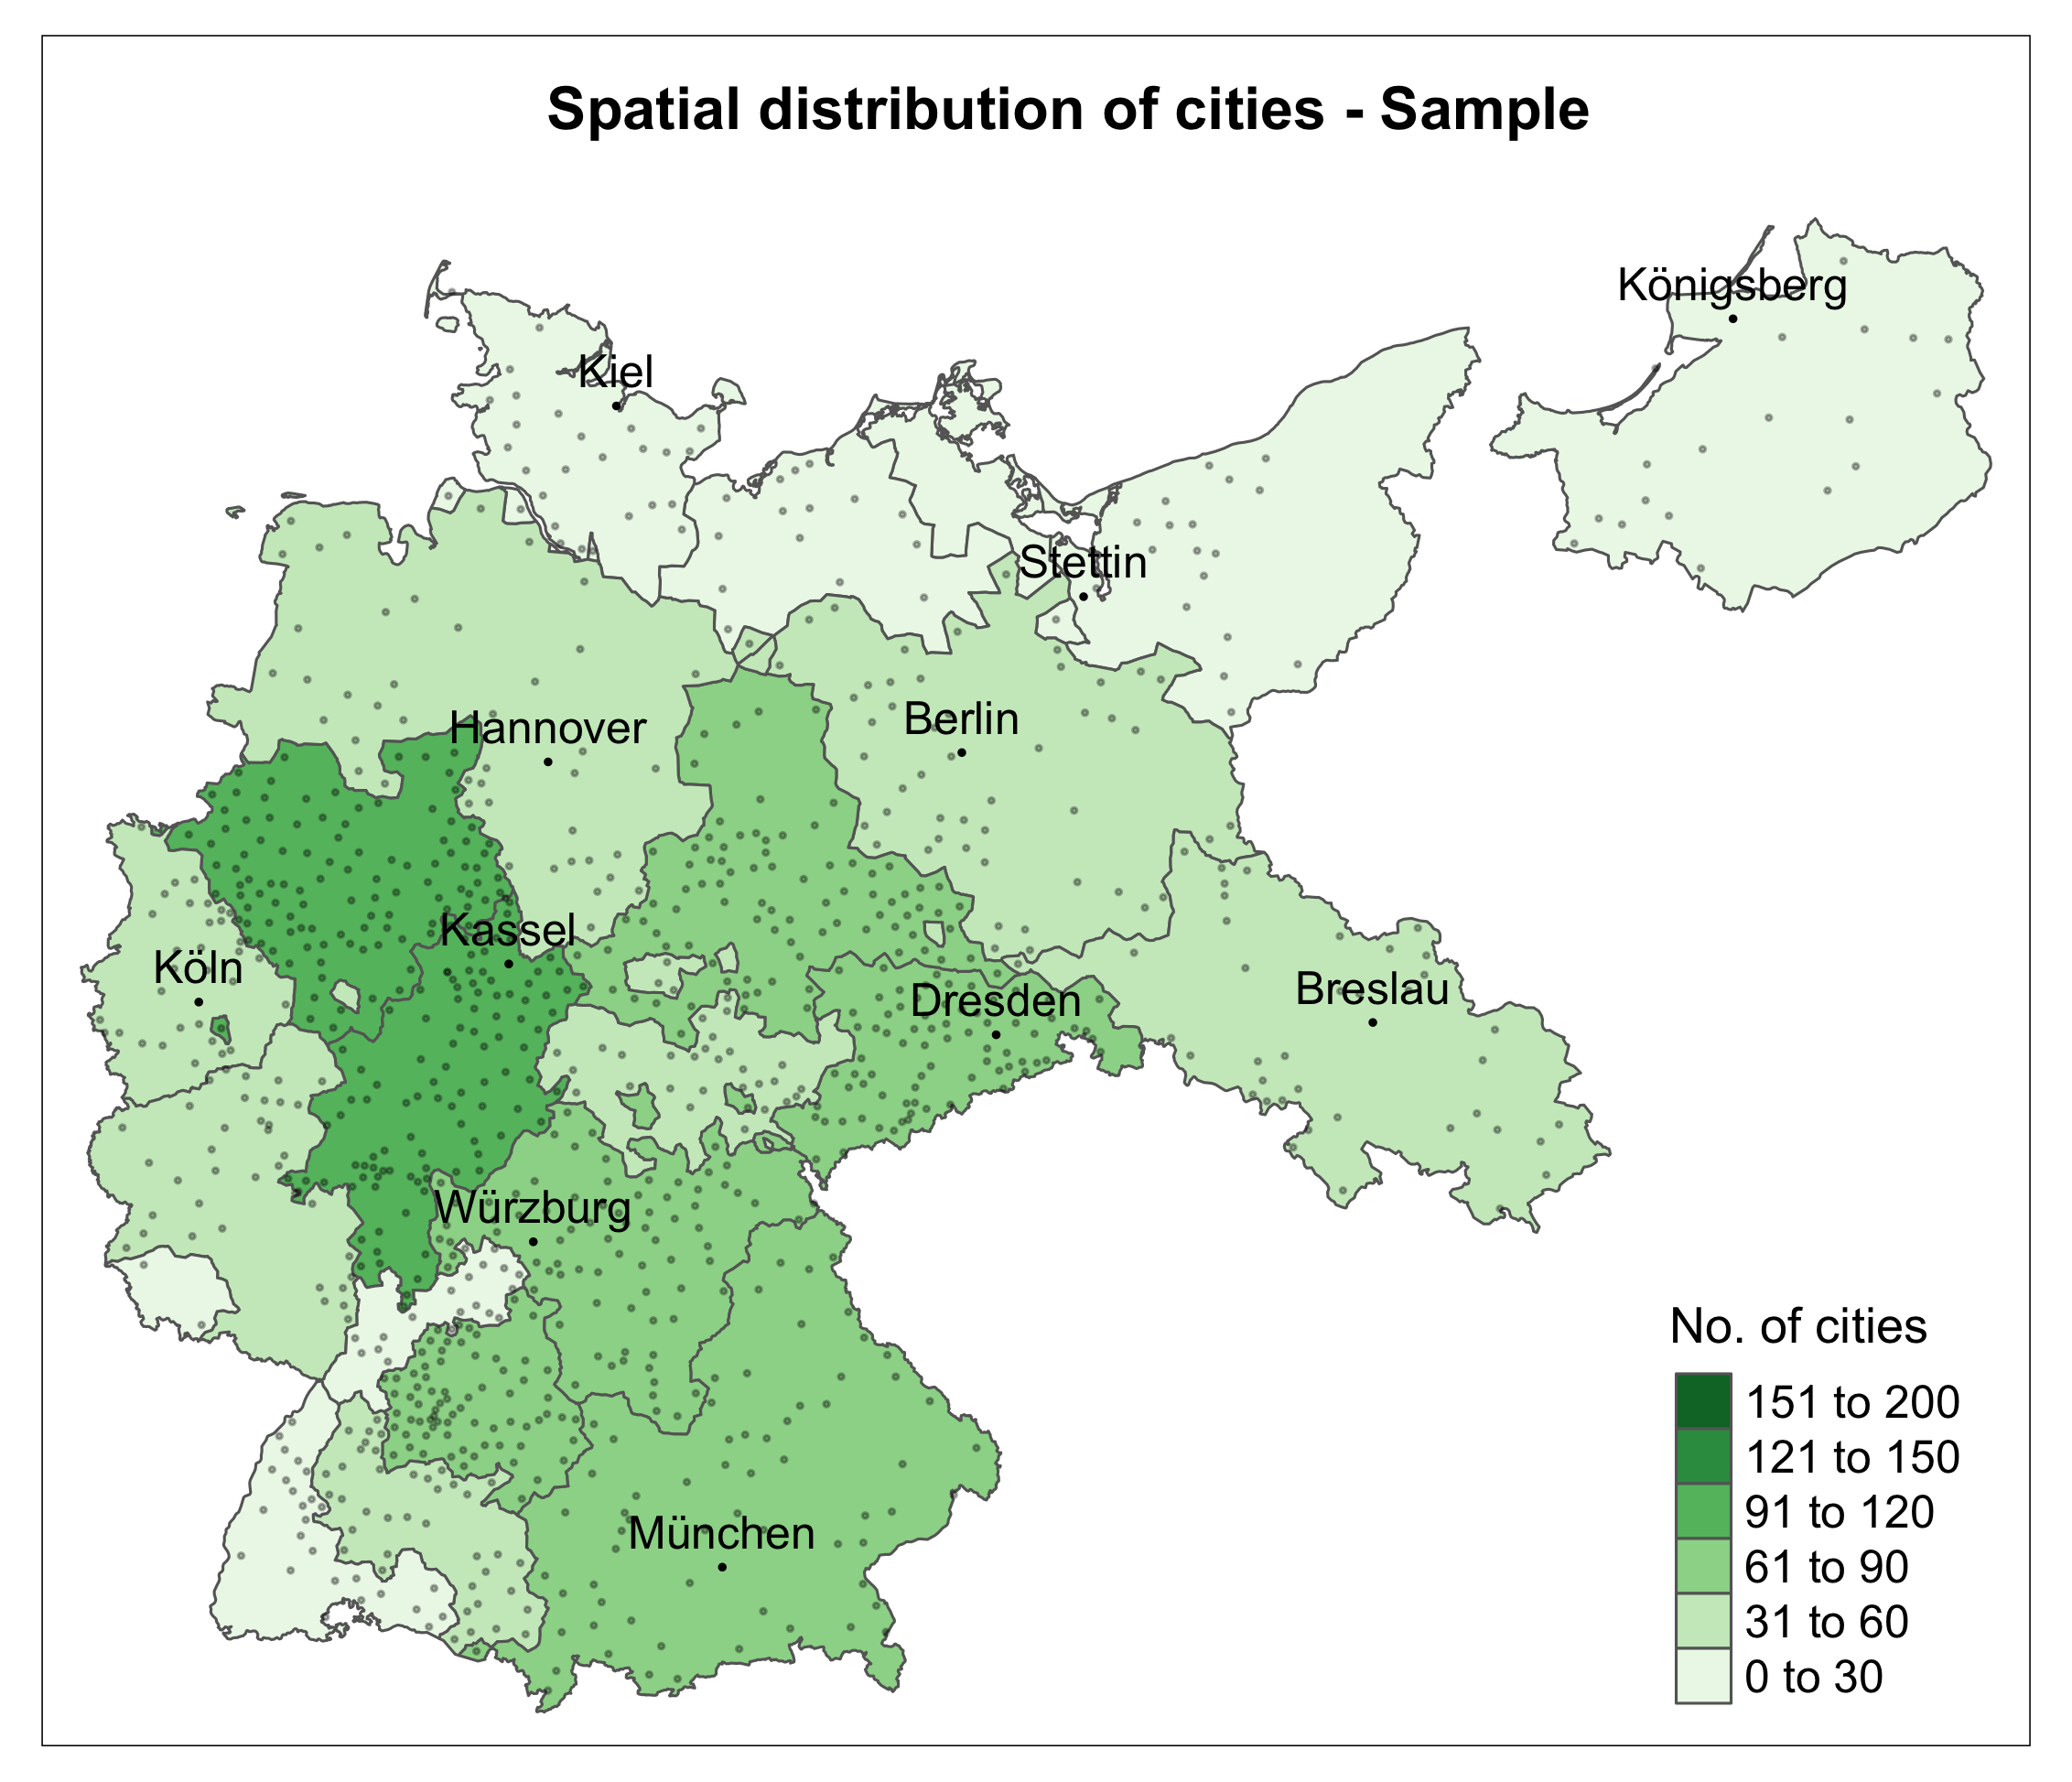 Spatial distribution of cities - Sample
Königsberg
Kiel
Stettin
Hannover
Berlin
Kassel
Köln
Dresden
Breslau
Würzburg
München
No. of cities
151 to 200
121 to 150
91 to 120
61 to 90
31 to 60
0 to 30